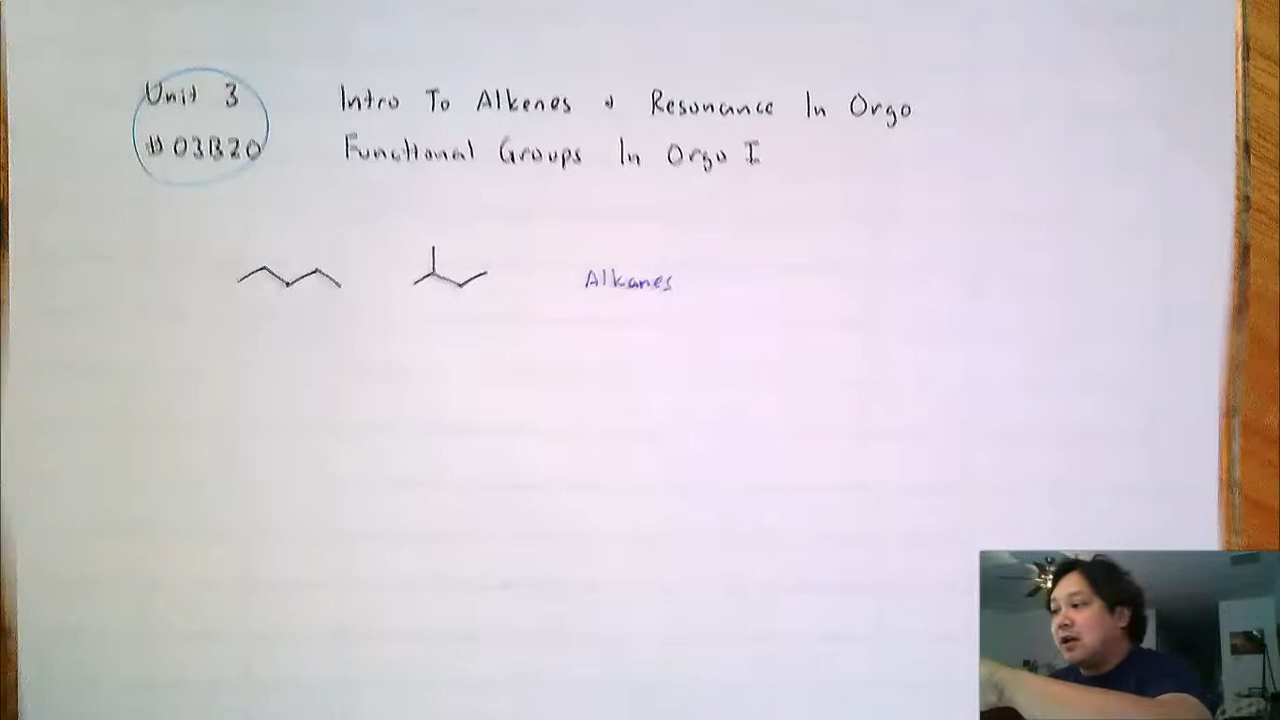 Unit 3
Intro To Alkenes + Resonance In Orgo
#03B20
Functional Groups In Orgo I
Alkanes